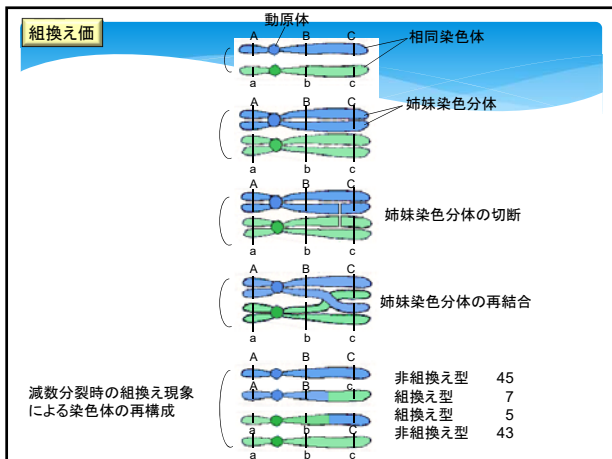 組換え価
動原体
A B C
相同染色体
a b c
A B C
姉妹染色分体
a b c
A B C
姉妹染色分体の切断
a b c
A B C
姉妹染色分体の再結合
a b c
A B C
非組換え型 45
A B c
組換え型 7
減数分裂時の組換え現象
による染色体の再構成
組換え型 5
a b C
非組換え型 43
a b c